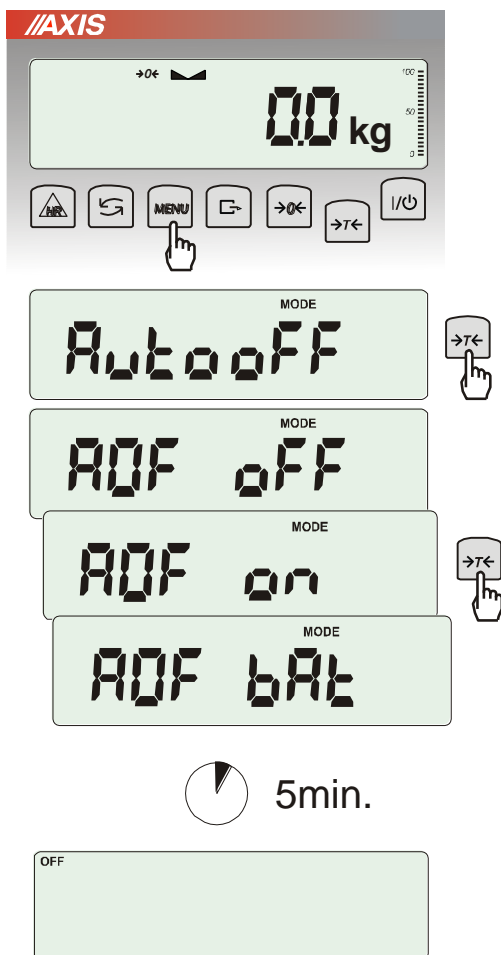 //AXIS
→0←
100
0.0 kg
50
0
HR MENU →0← →T← I/⏻
MODE
AutooFF
→T←
MODE
AOF oFF
MODE
AOF on
→T←
MODE
AOF bAt
5min.
OFF